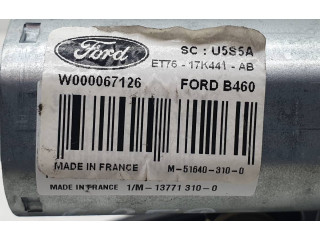 Ford
SC : U5S5A
ET76 - 17K441 - AB
W000067126 FORD B460
MADE IN FRANCE M-51640-310-0
MADE IN FRANCE 1/M-13771 310-0